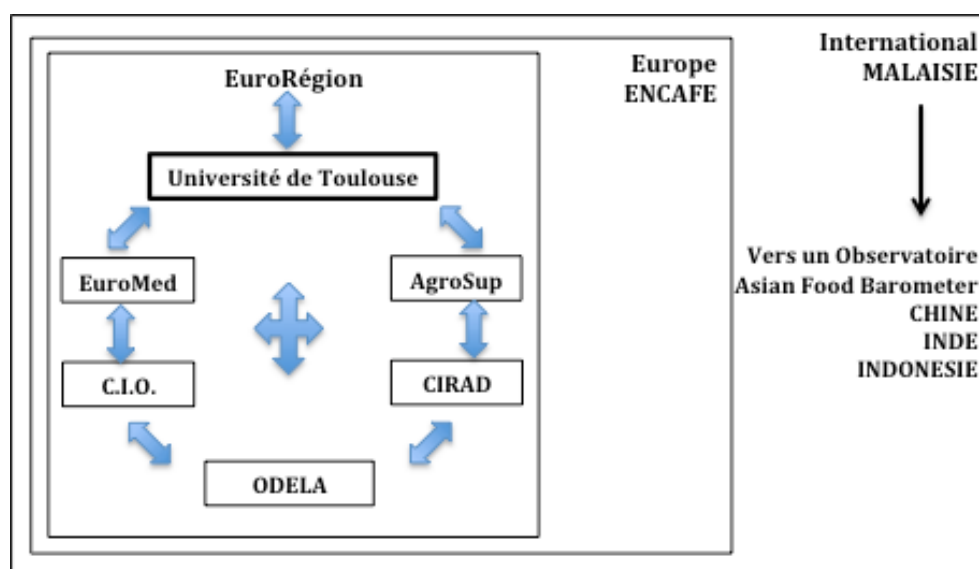 EuroRégion
Université de Toulouse
EuroMed
AgroSup
C.I.O.
CIRAD
ODELA
Europe
ENCAFE
International
MALAISIE
Vers un Observatoire
Asian Food Barometer
CHINE
INDE
INDONESIE